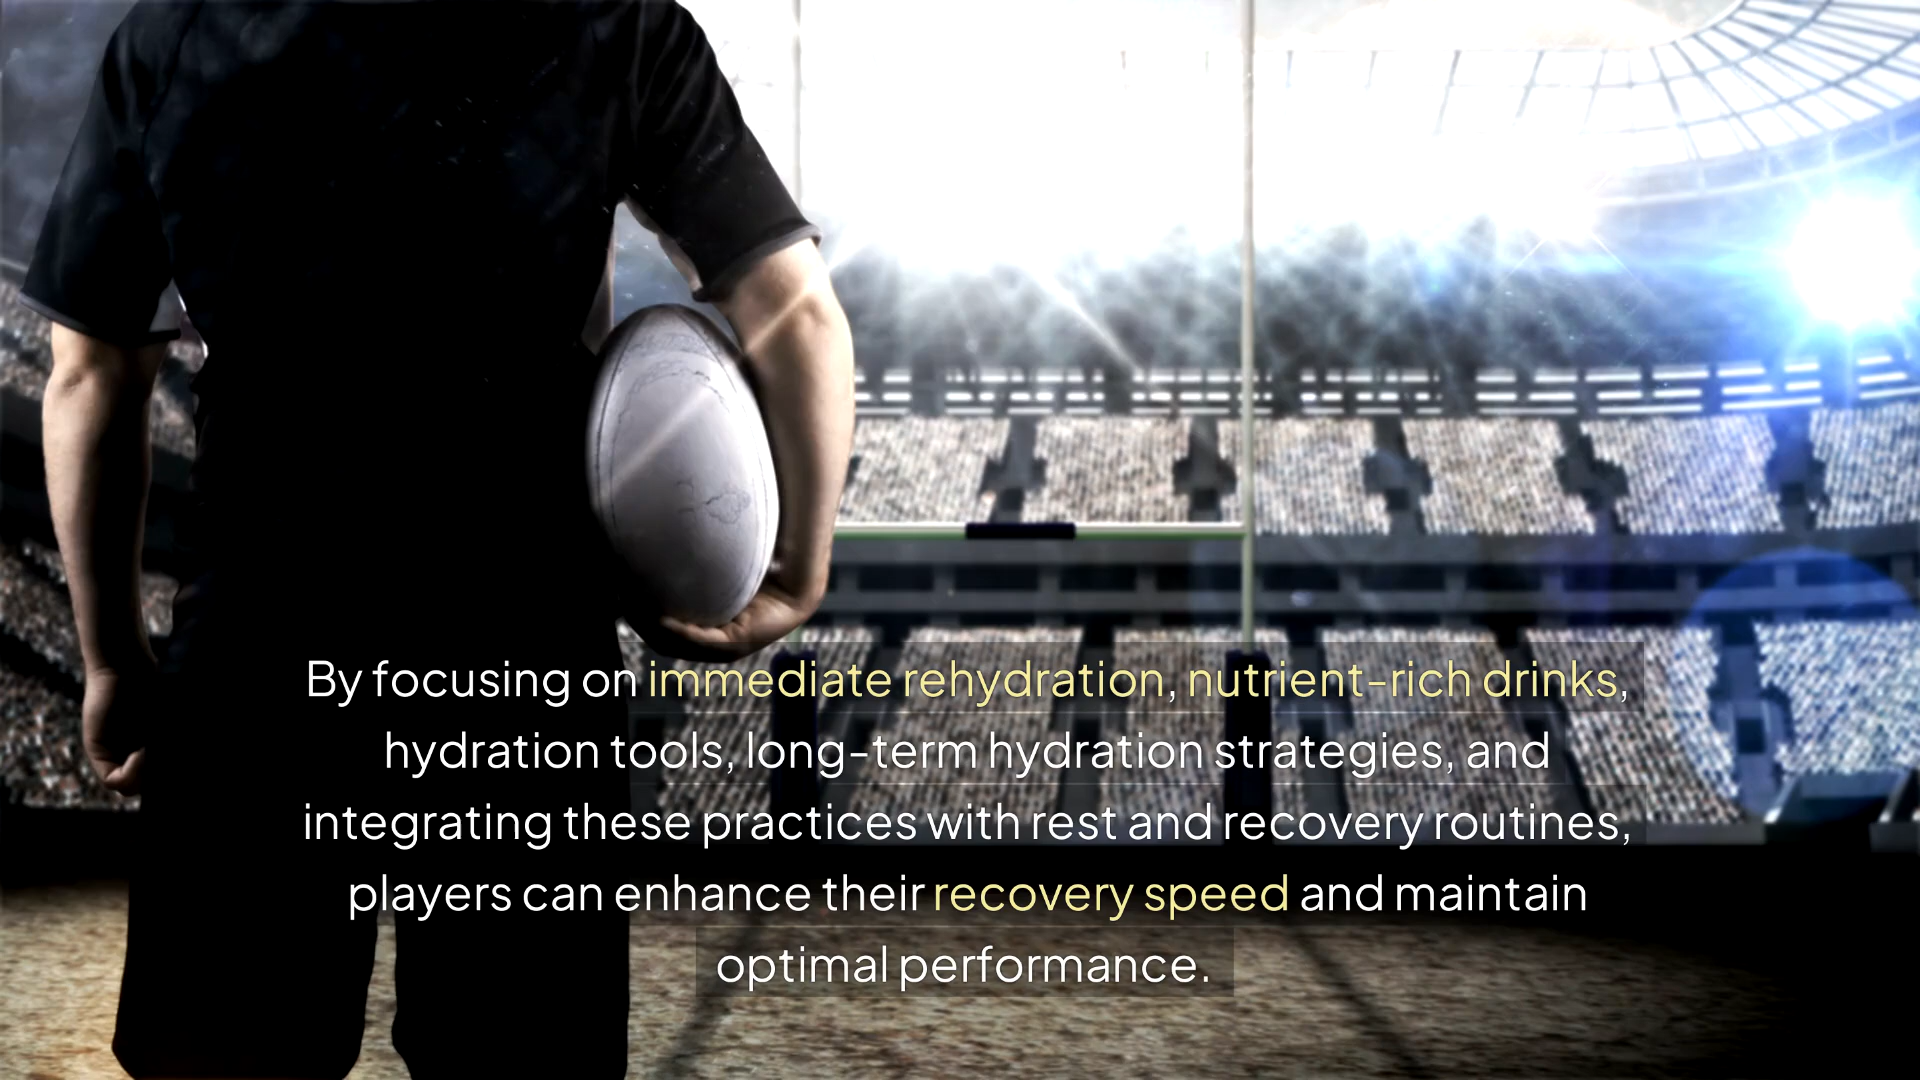 By focusing on immediate rehydration, nutrient-rich drinks,
hydration tools, long-term hydration strategies, and
integrating these practices with rest and recovery routines,
players can enhance their recovery speed and maintain
optimal performance.